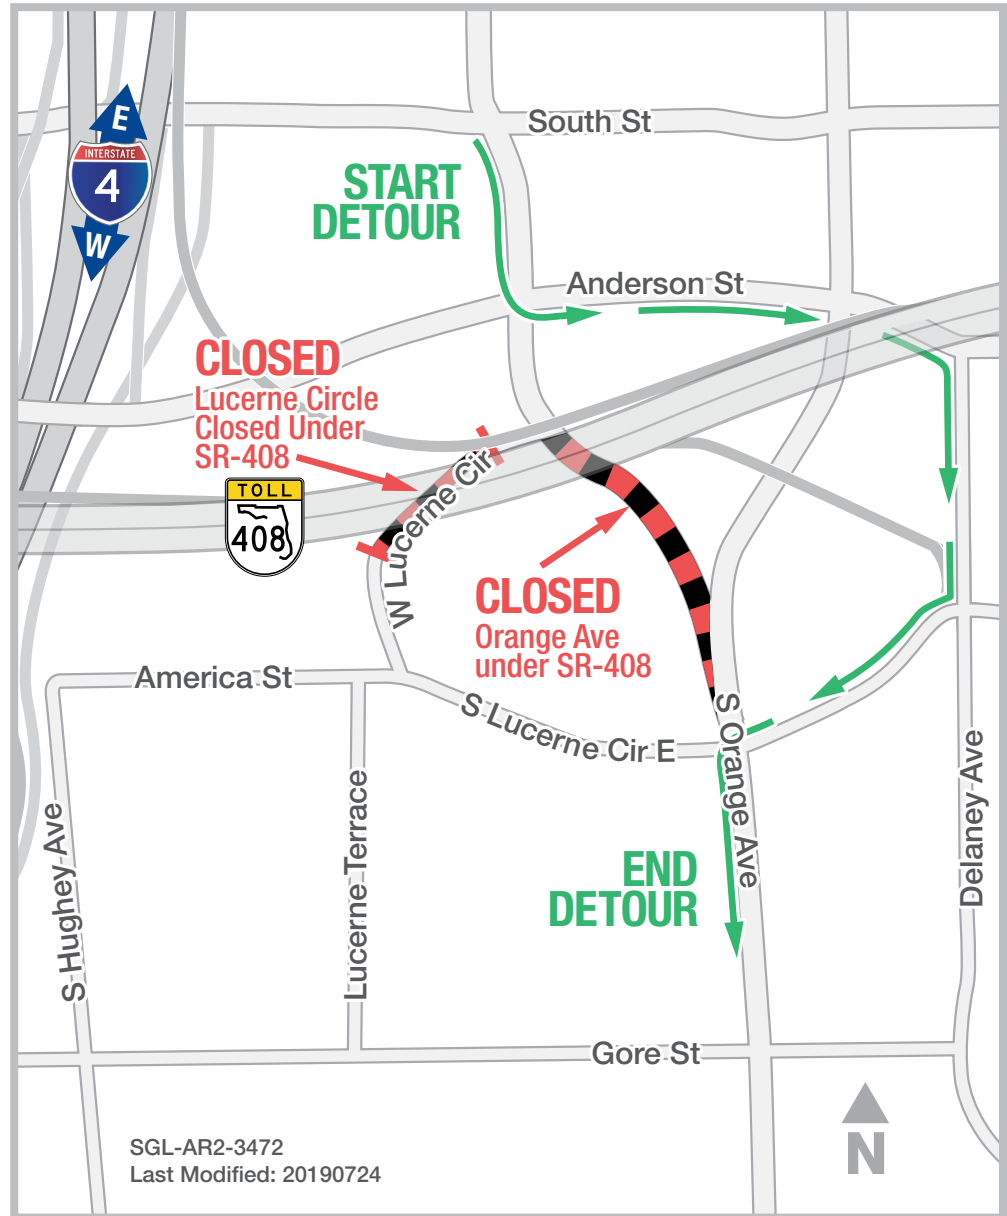 E
INTERSTATE
4
W
South St
START
DETOUR
Anderson St
CLOSED
Lucerne Circle
Closed Under
SR-408
TOLL
408
W Lucerne Cir
CLOSED
Orange Ave
under SR-408
America St
S Lucerne Cir E
S Orange Ave
S Hughey Ave
Lucerne Terrace
Delaney Ave
END
DETOUR
Gore St
N
SGL-AR2-3472
Last Modified: 20190724